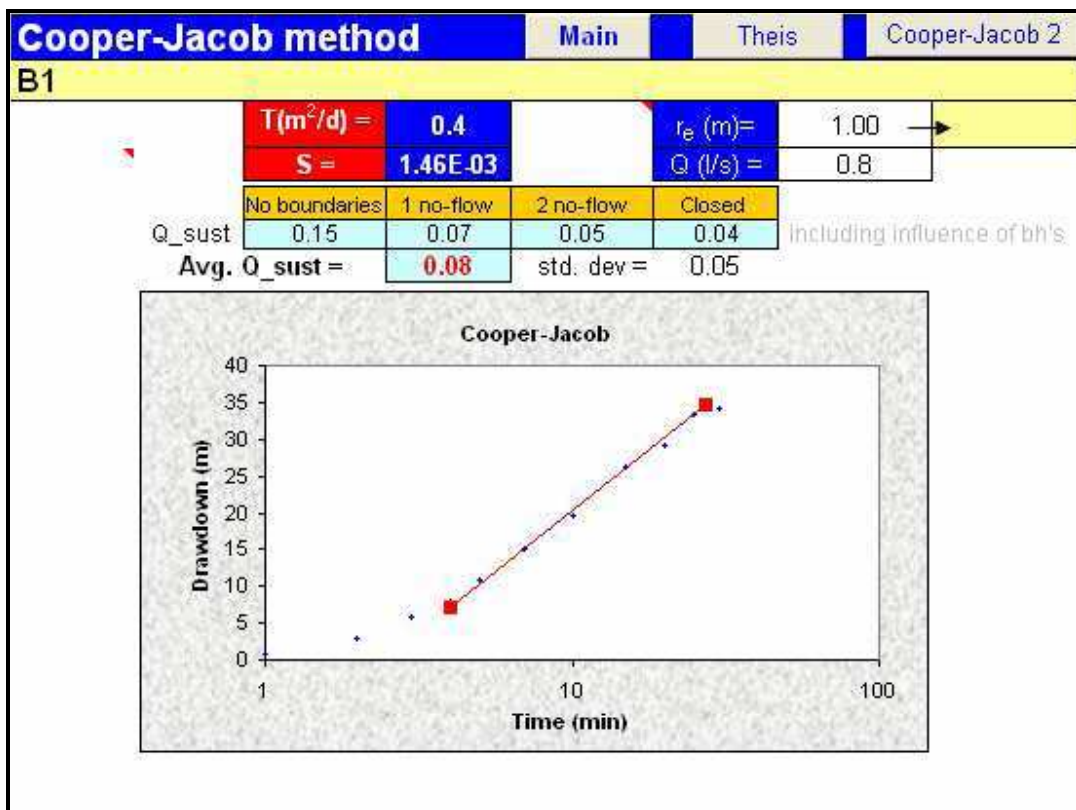 Cooper-Jacob method Main Theis Cooper-Jacob 2
B1
T(m²/d) = 0.4 rₑ (m)= 1.00
S = 1.46E-03 Q (l/s) = 0.8
No boundaries 1 no-flow 2 no-flow Closed
Q_sust 0.15 0.07 0.05 0.04 including influence of bh's
Avg. Q_sust = 0.08 std. dev = 0.05
Cooper-Jacob
40
35
30
25
20
15
10
5
0
Drawdown (m)
1 10 100
Time (min)